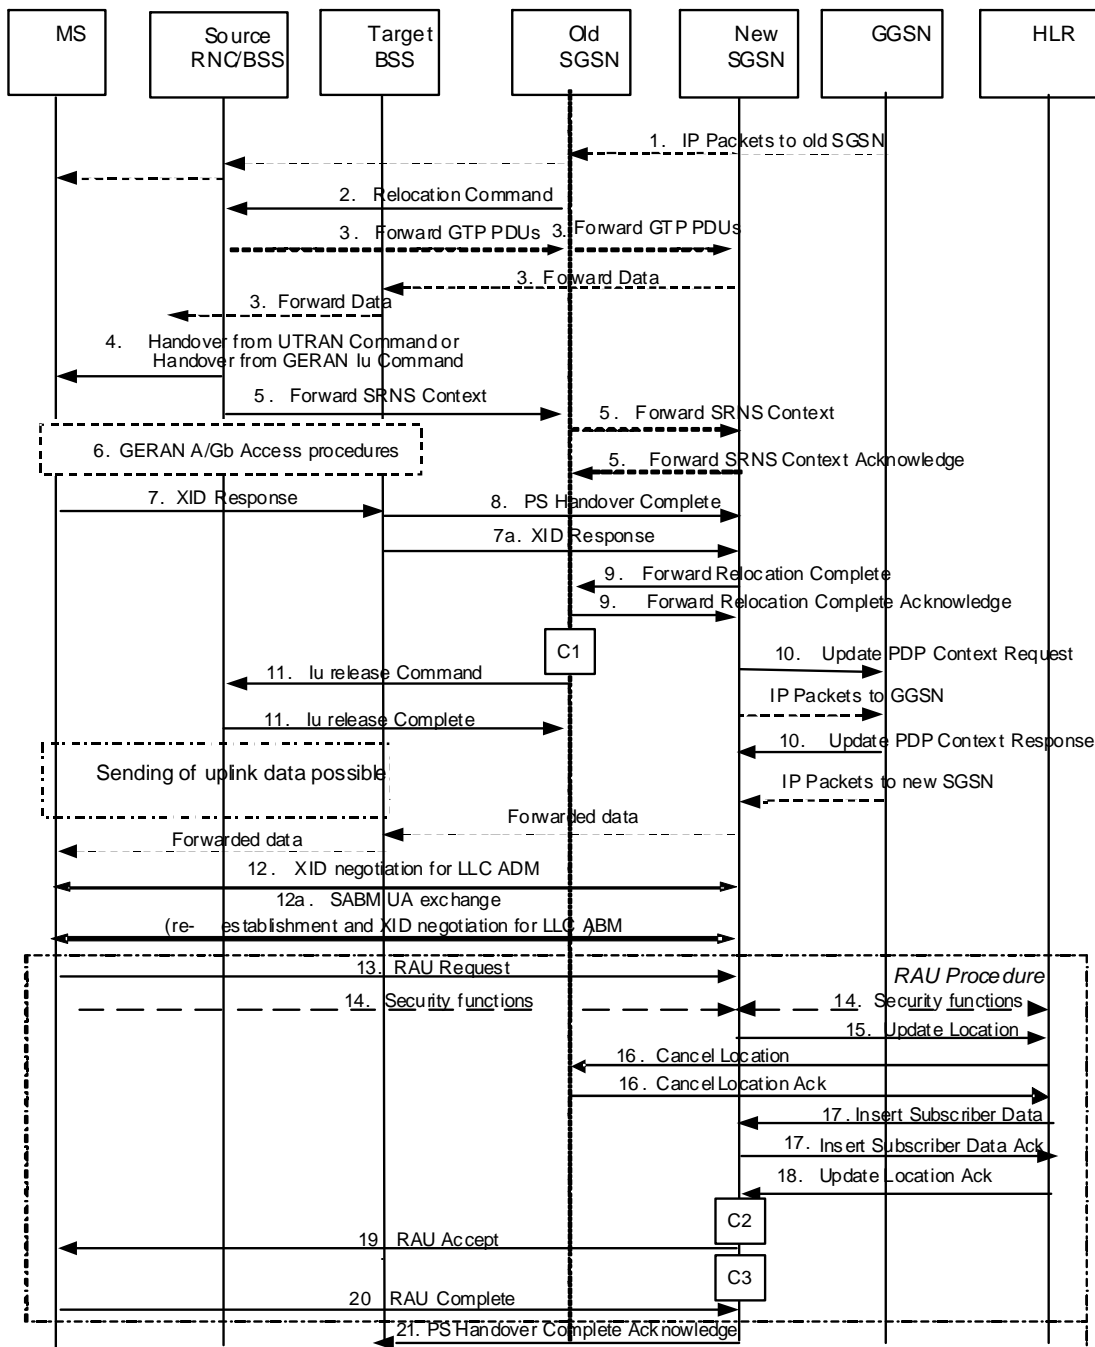 MS
Source
RNC/BSS
Target
BSS
Old
SGSN
New
SGSN
GGSN
HLR
1. IP Packets to old SGSN
2. Relocation Command
3. Forward GTP PDUs
3. Forward GTP PDUs
3. Forward Data
3. Forward Data
4. Handover from UTRAN Command or
Handover from GERAN Iu Command
5. Forward SRNS Context
5. Forward SRNS Context
6. GERAN A/Gb Access procedures
5. Forward SRNS Context Acknowledge
7. XID Response
8. PS Handover Complete
7a. XID Response
9. Forward Relocation Complete
9. Forward Relocation Complete Acknowledge
C1
10. Update PDP Context Request
11. Iu release Command
IP Packets to GGSN
11. Iu release Complete
10. Update PDP Context Response
Sending of uplink data possible
IP Packets to new SGSN
Forwarded data
Forwarded data
12. XID negotiation for LLC ADM
12a. SABM UA exchange
(re- establishment and XID negotiation for LLC ABM)
13. RAU Request
RAU Procedure
14. Security functions
14. Security functions
15. Update Location
16. Cancel Location
16. Cancel Location Ack
17. Insert Subscriber Data
17. Insert Subscriber Data Ack
18. Update Location Ack
C2
19 RAU Accept
C3
20 RAU Complete
21. PS Handover Complete Acknowledge